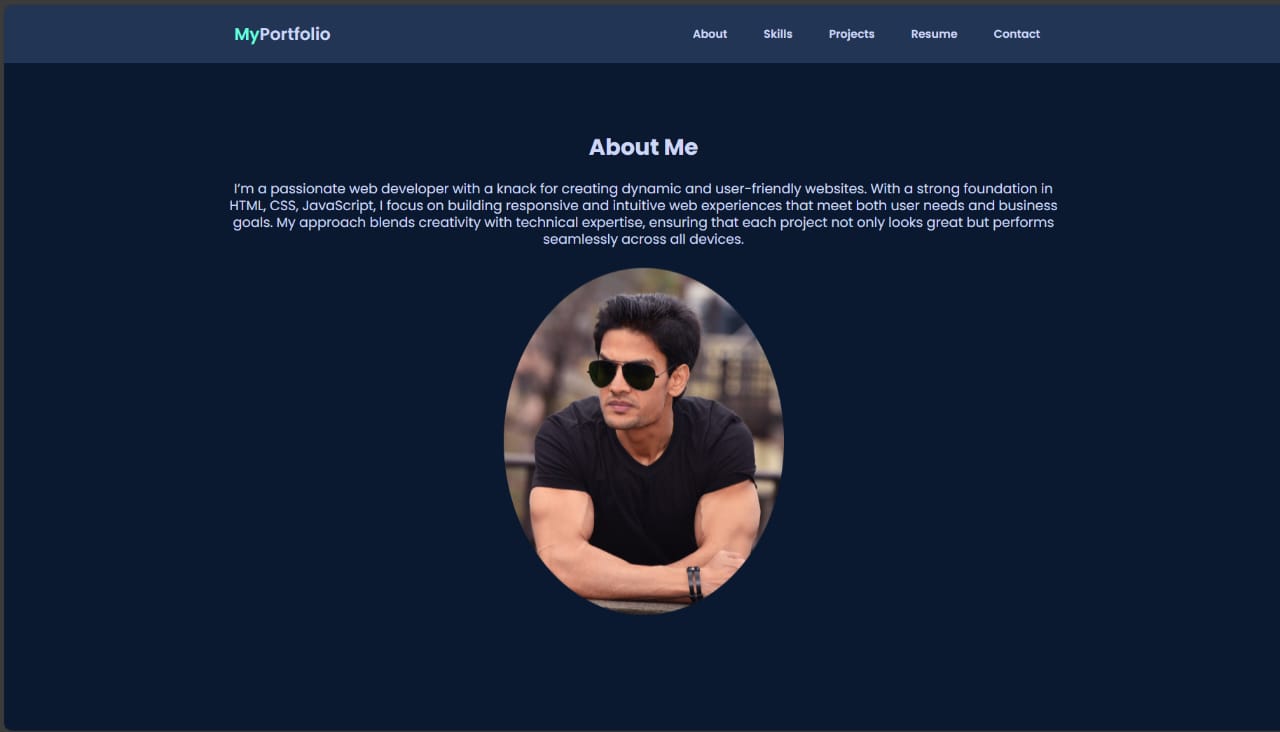 MyPortfolio
About Skills Projects Resume Contact
About Me
I’m a passionate web developer with a knack for creating dynamic and user-friendly websites. With a strong foundation in
HTML, CSS, JavaScript, I focus on building responsive and intuitive web experiences that meet both user needs and business
goals. My approach blends creativity with technical expertise, ensuring that each project not only looks great but performs
seamlessly across all devices.